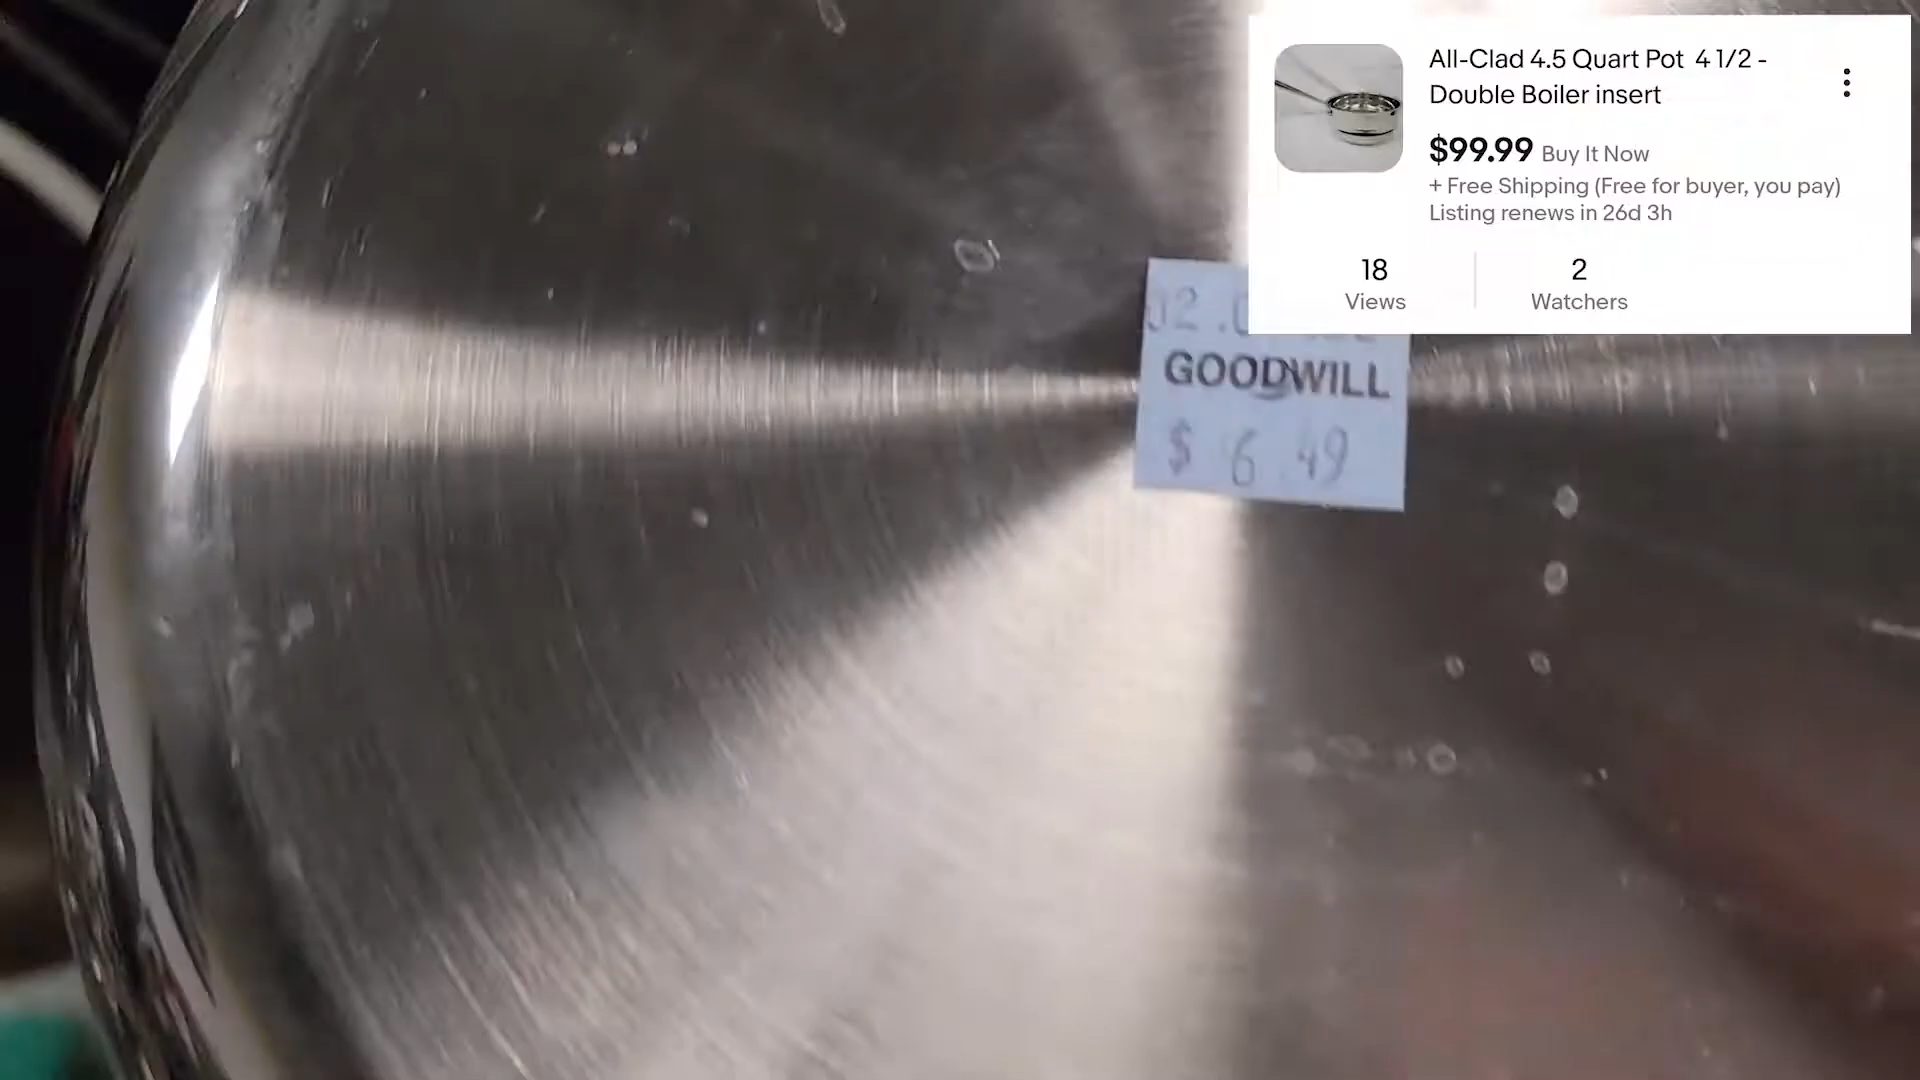 All-Clad 4.5 Quart Pot 4 1/2 -
Double Boiler insert
$99.99 Buy It Now
+ Free Shipping (Free for buyer, you pay)
Listing renews in 26d 3h
18 2
Views Watchers
GOODWILL
$ 6.49